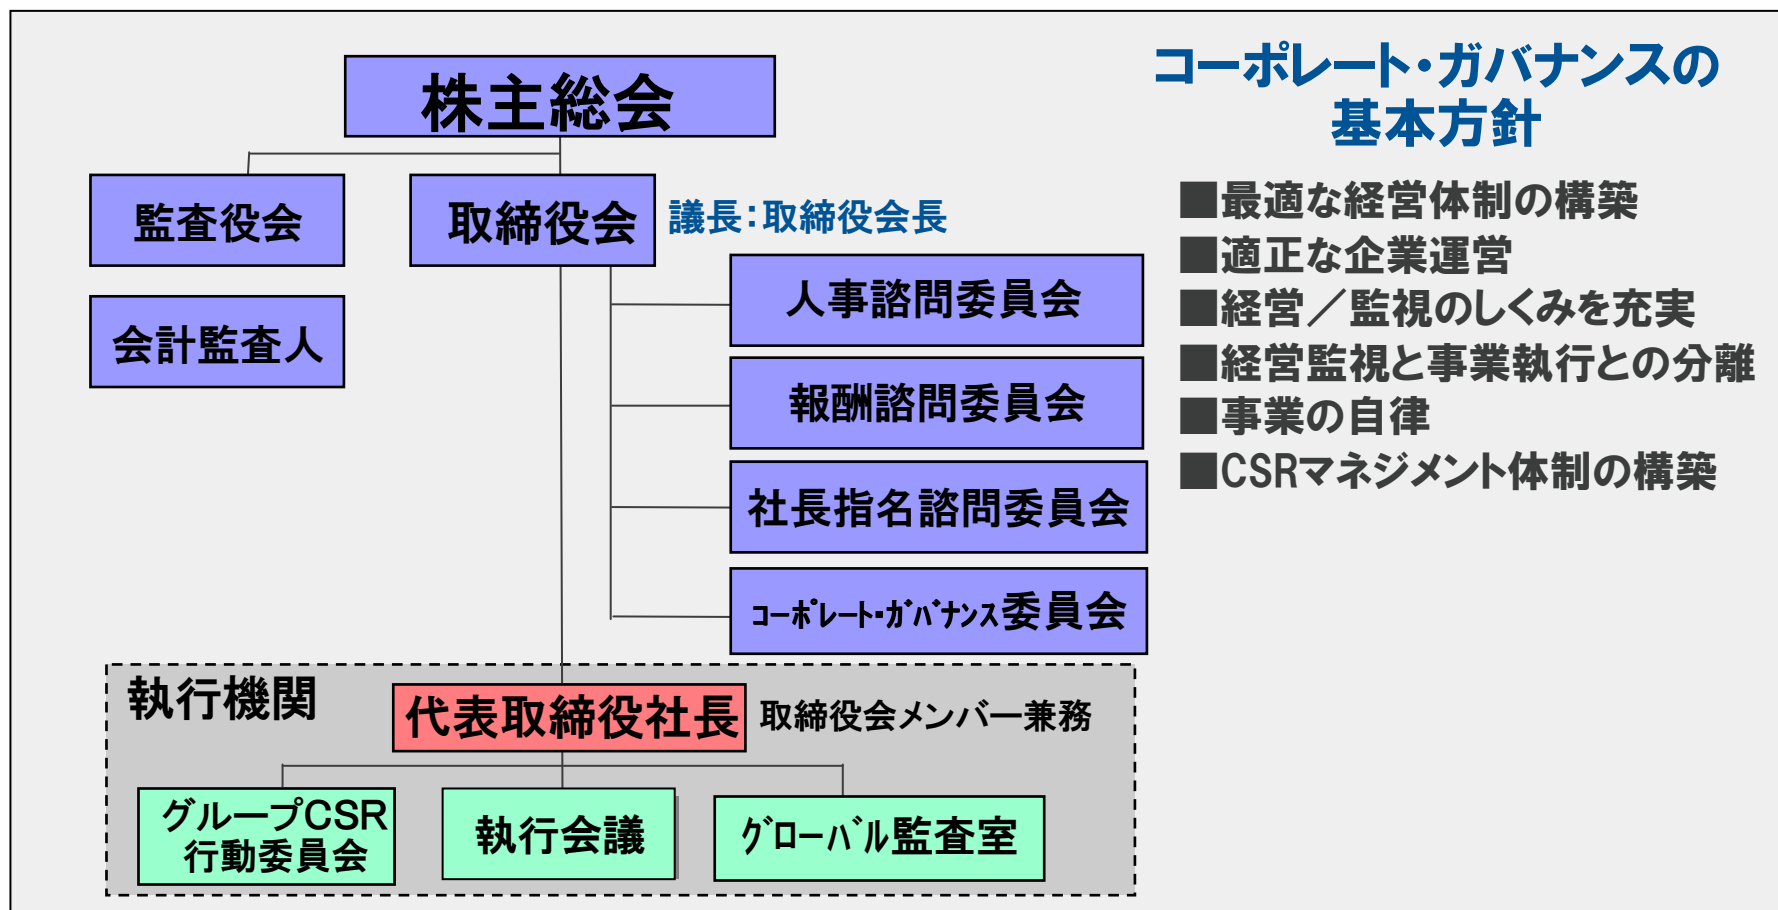 株主総会
監査役会
取締役会
議長：取締役会長
会計監査人
人事諮問委員会
報酬諮問委員会
社長指名諮問委員会
ｺｰﾎﾟﾚｰﾄ･ｶﾞﾊﾞﾅﾝｽ委員会
執行機関
代表取締役社長
取締役会メンバー兼務
グループCSR
行動委員会
執行会議
ｸﾞﾛｰﾊﾞﾙ監査室
コーポレート・ガバナンスの
基本方針
■最適な経営体制の構築
■適正な企業運営
■経営／監視のしくみを充実
■経営監視と事業執行との分離
■事業の自律
■CSRマネジメント体制の構築